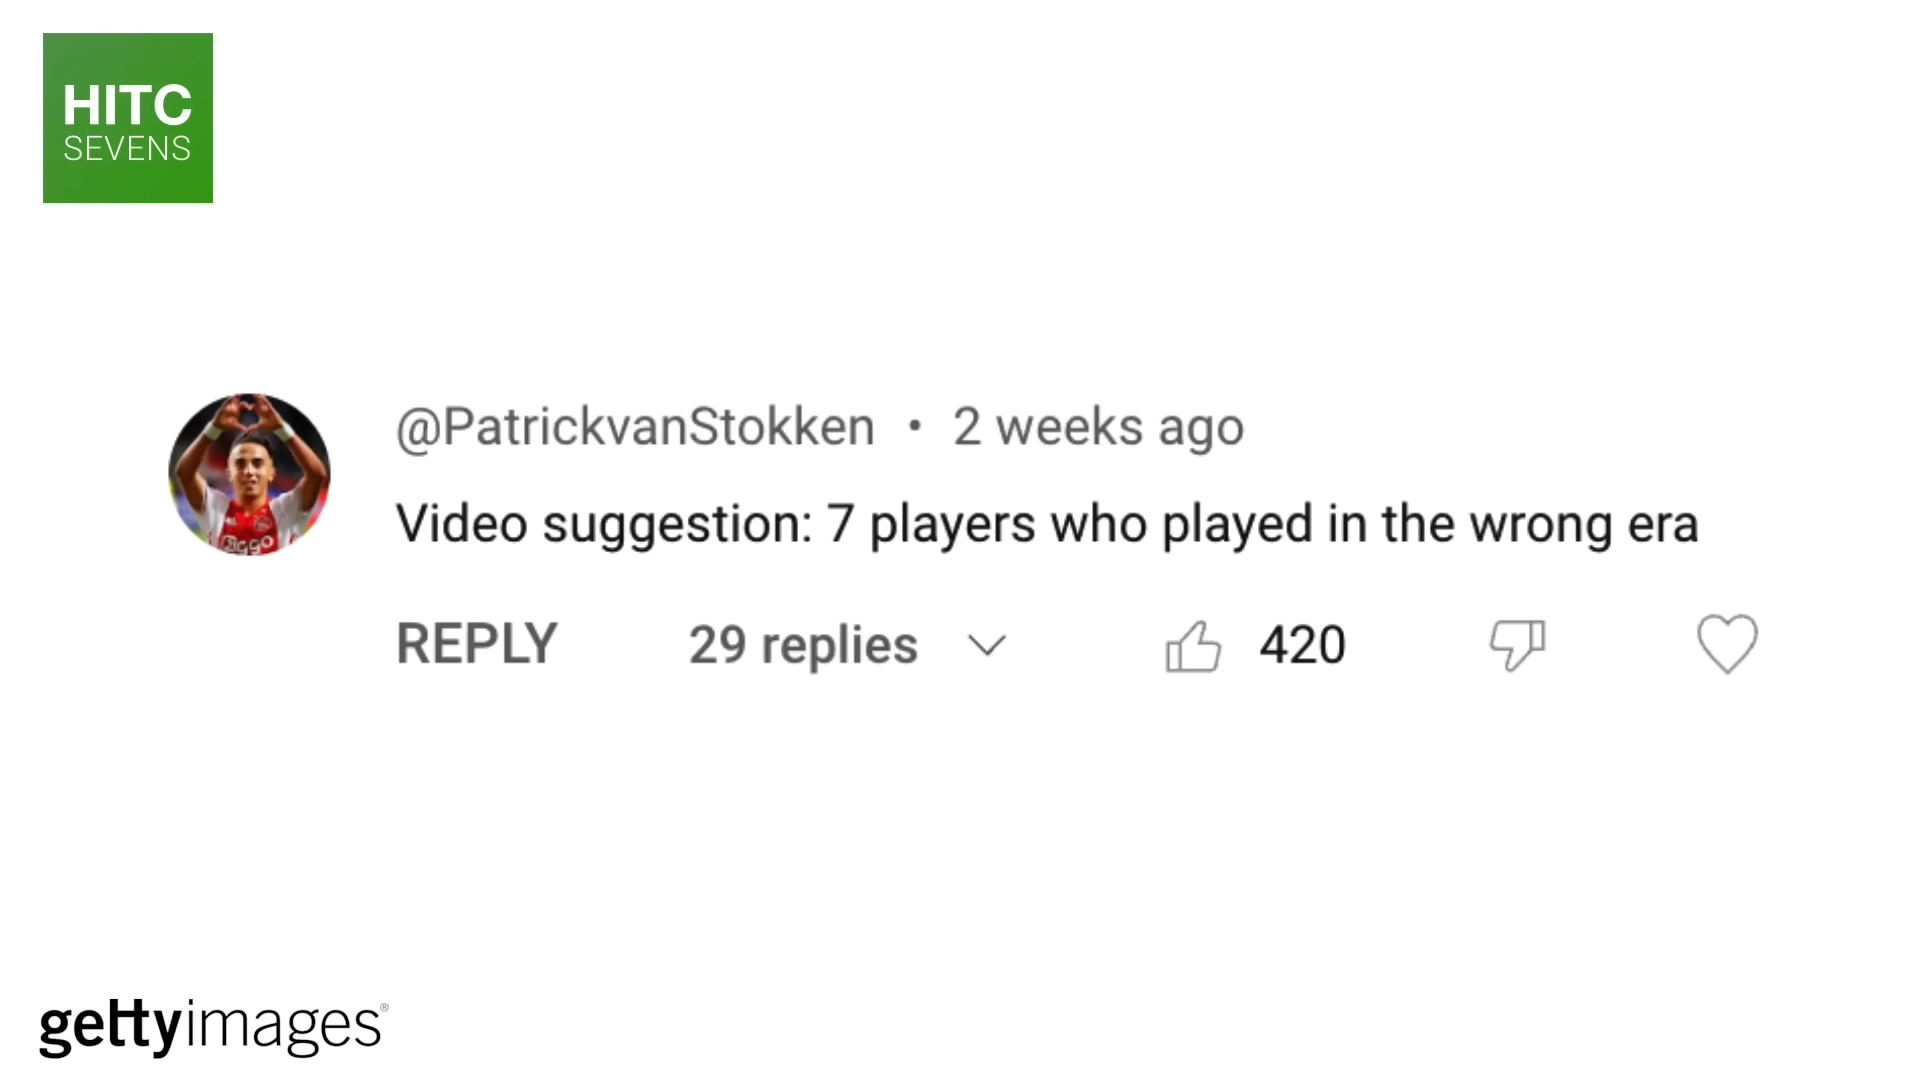 HITC
SEVENS
@PatrickvanStokken • 2 weeks ago
Video suggestion: 7 players who played in the wrong era
REPLY 29 replies 420
Ziggo
gettyimages®